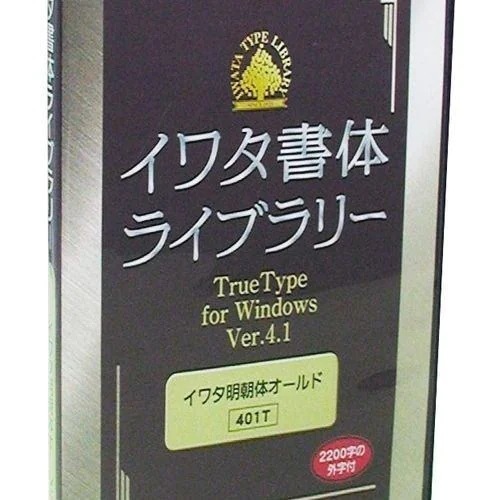 IWATA TYPE LIBRARY
イワタ書体
ライブラリー
TrueType
for Windows
Ver.4.1
イワタ明朝体オールド
401T
2200字の
外字付